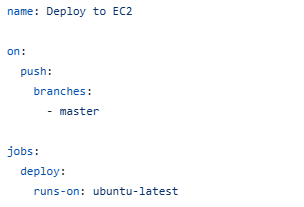 name: Deploy to EC2
on:
  push:
    branches:
      - master
jobs:
  deploy:
    runs-on: ubuntu-latest